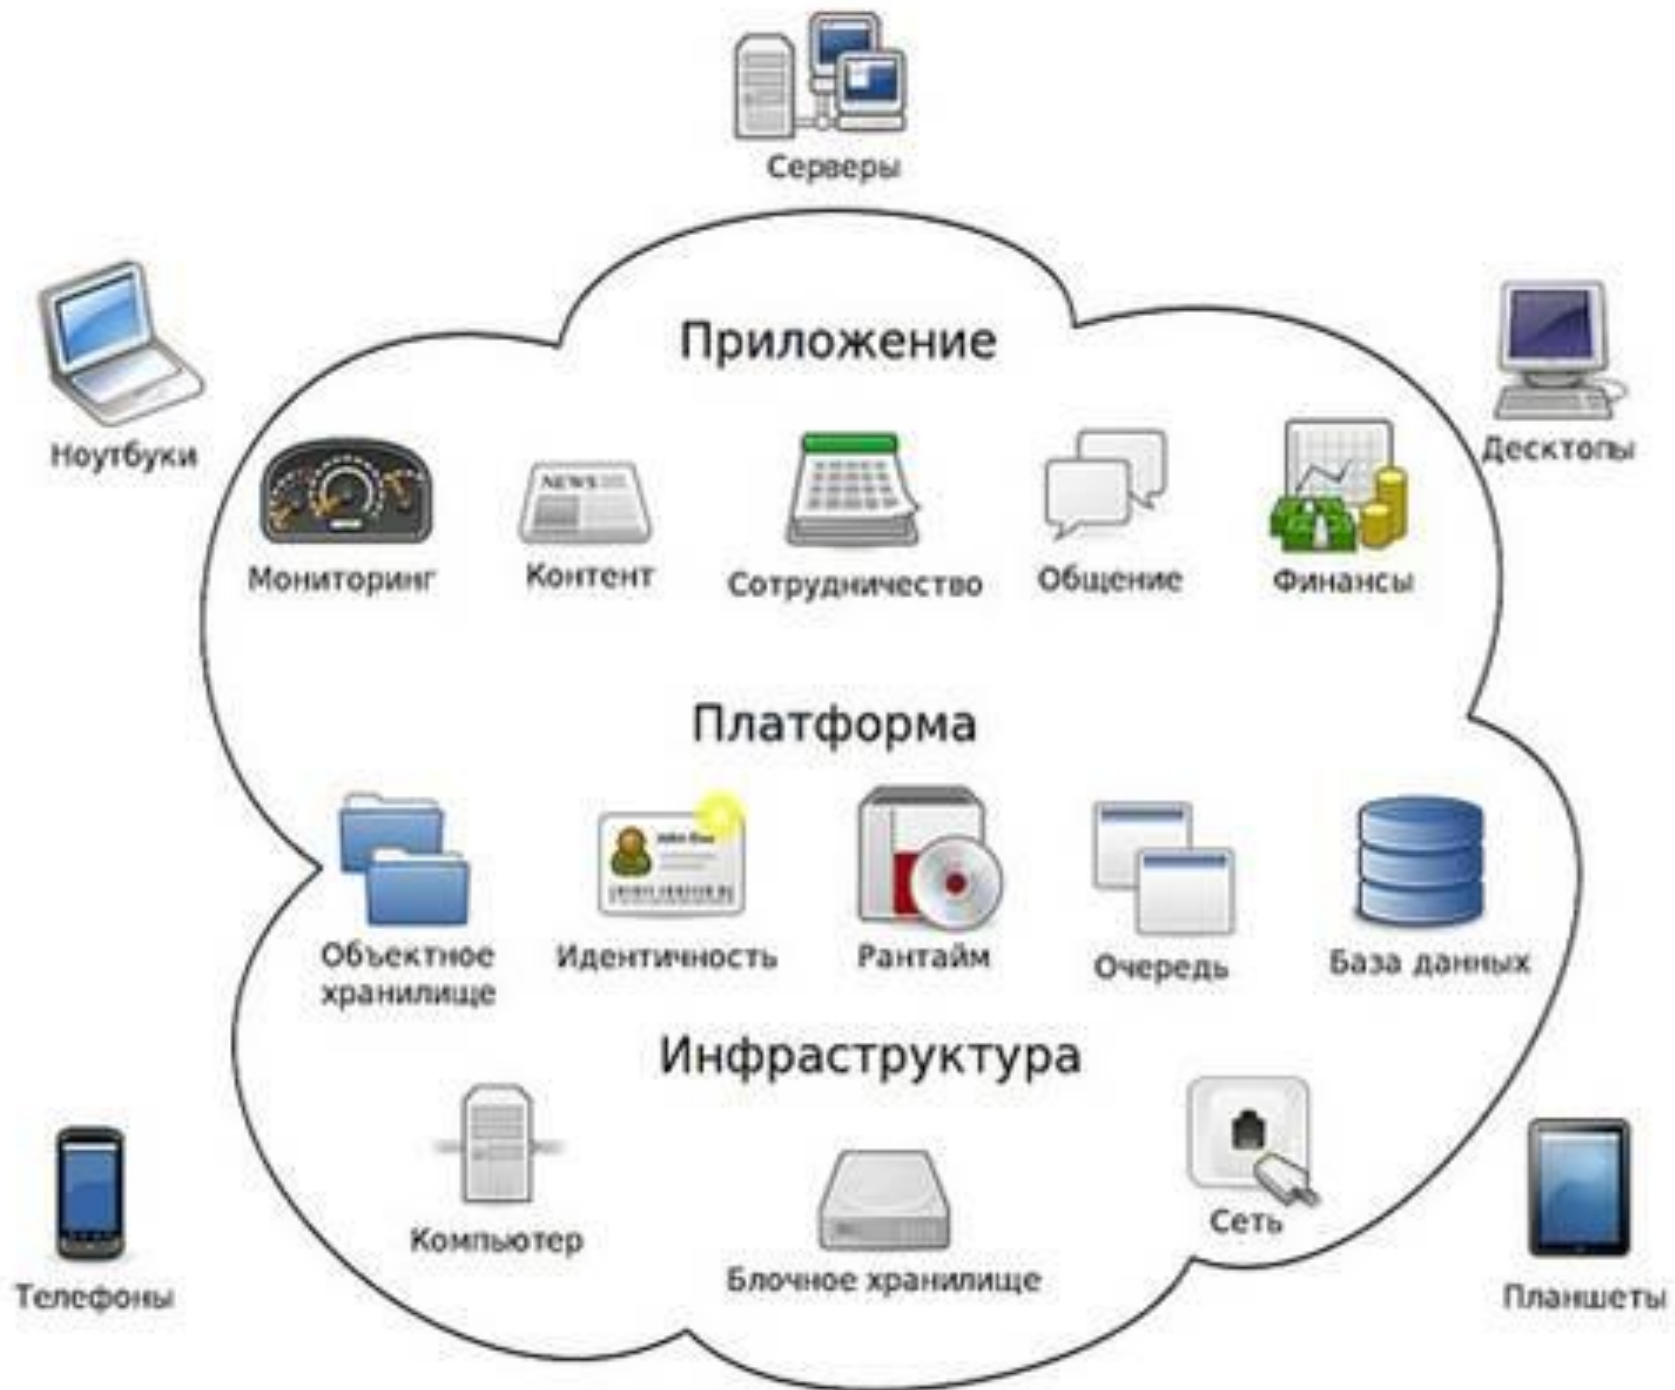 Серверы
Ноутбуки
Десктопы
Приложение
Мониторинг
Контент
NEWS
Сотрудничество
Общение
Финансы
Платформа
Объектное
хранилище
Идентичность
Рантайм
Очередь
База данных
Инфраструктура
Компьютер
Блочное хранилище
Сеть
Телефоны
Планшеты